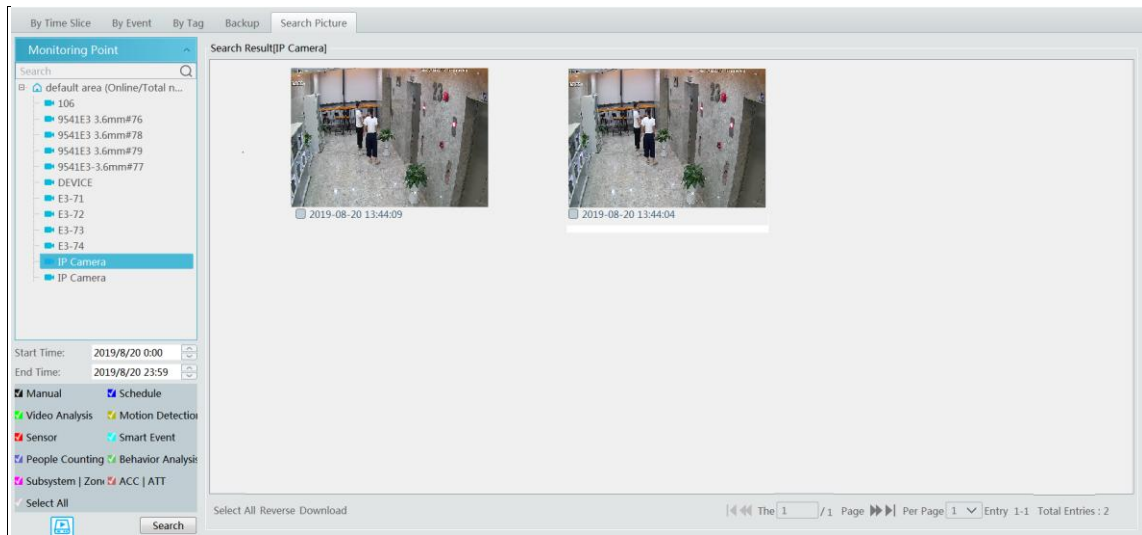 By Time Slice By Event By Tag Backup Search Picture
Monitoring Point
Search Result[IP Camera]
Search
default area (Online/Total n...
106
9541E3 3.6mm#76
9541E3 3.6mm#78
9541E3 3.6mm#79
9541E3-3.6mm#77
DEVICE
E3-71
E3-72
E3-73
E3-74
IP Camera
IP Camera
2019-08-20 13:44:09
2019-08-20 13:44:04
Start Time: 2019/8/20 0:00
End Time: 2019/8/20 23:59
Manual Schedule
Video Analysis Motion Detection
Sensor Smart Event
People Counting Behavior Analysis
Subsystem | Zone ACC | ATT
Select All
Search
Select All Reverse Download
The 1 / 1 Page Per Page 1 Entry 1-1 Total Entries : 2